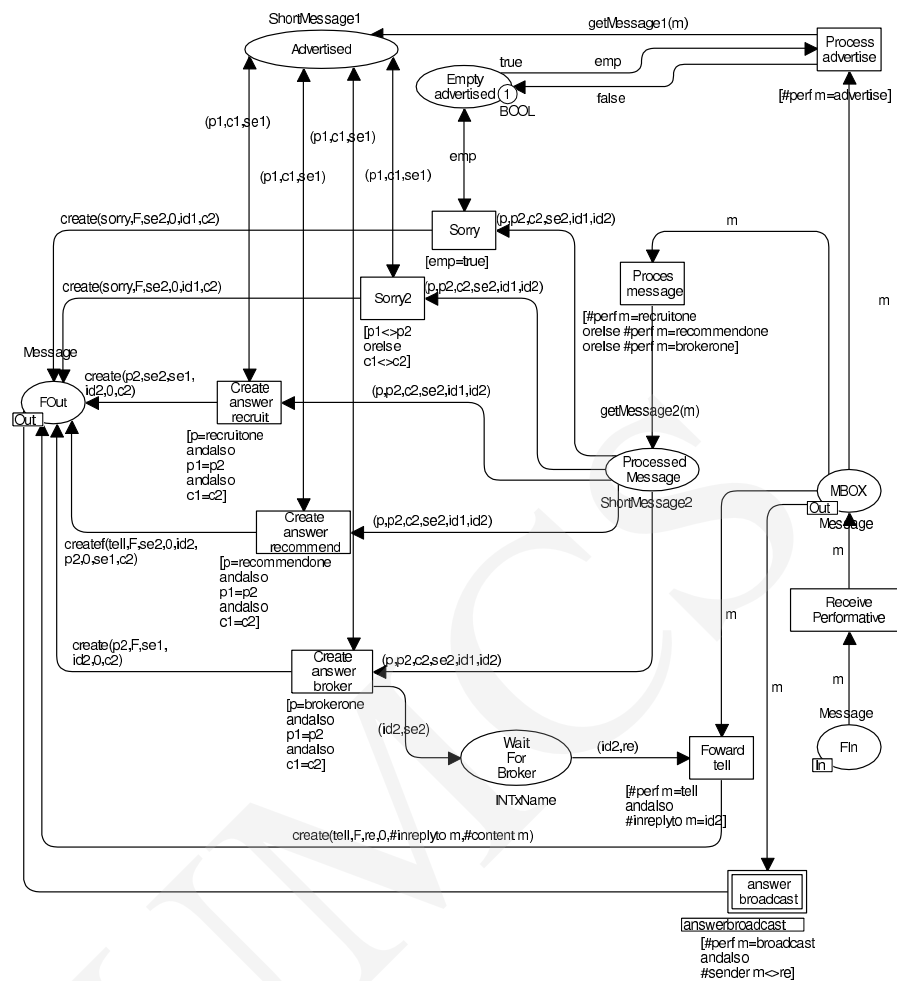 ShortMessage1
Advertised
getMessage1(m)
Process
advertise
[#perf m=advertise]
true
emp
Empty
advertised
1
BOOL
false
(p1,c1,se1)
(p1,c1,se1)
(p1,c1,se1)
emp
create(sorry,F,se2,0,id1,c2)
Sorry
[emp=true]
(p,p2,c2,se2,id1,id2)
m
Proces
message
[#perf m=recruitone
orelse #perf m=recommendone
orelse #perf m=brokerone]
m
create(sorry,F,se2,0,id1,c2)
Sorry2
(p,p2,c2,se2,id1,id2)
[p1<>p2
orelse
c1<>c2]
Message
FOut
Out
create(p2,se2,se1,
id2,0,c2)
Create
answer
recruit
(p,p2,c2,se2,id1,id2)
[p=recruitone
andalso
p1=p2
andalso
c1=c2]
getMessage2(m)
Processed
Message
ShortMessage2
MBOX
Out
Message
createf(tell,F,se2,0,id2,
p2,0,se1,c2)
Create
answer
recommend
(p,p2,c2,se2,id1,id2)
[p=recommendone
andalso
p1=p2
andalso
c1=c2]
m
Receive
Performative
m
m
m
create(p2,F,se1,
id2,0,c2)
Create
answer
broker
(p,p2,c2,se2,id1,id2)
[p=brokerone
andalso
p1=p2
andalso
c1=c2]
(id2,se2)
Wait
For
Broker
INTxName
(id2,re)
Foward
tell
[#perf m=tell
andalso
#inreplyto m=id2]
Message
FIn
In
create(tell,F,re,0,#inreplyto m,#content m)
answer
broadcast
answerbroadcast
[#perf m=broadcast
andalso
#sender m<>re]
UMCS